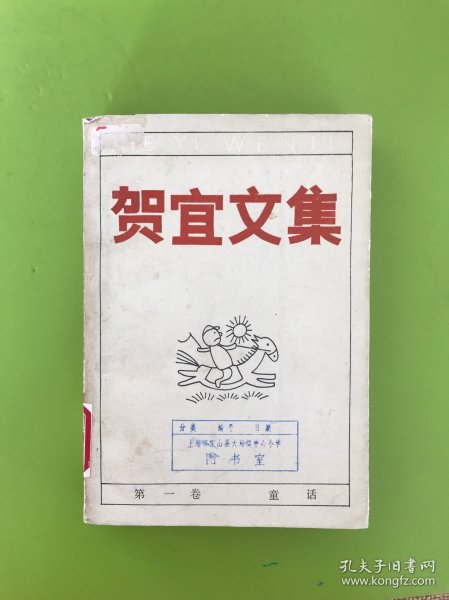 HE YI WENJI
贺宜文集
分类 编号 日期
上海市宝山县大场镇中心小学
图书室
第一卷 童话
孔夫子旧书网
www.kongfz.com